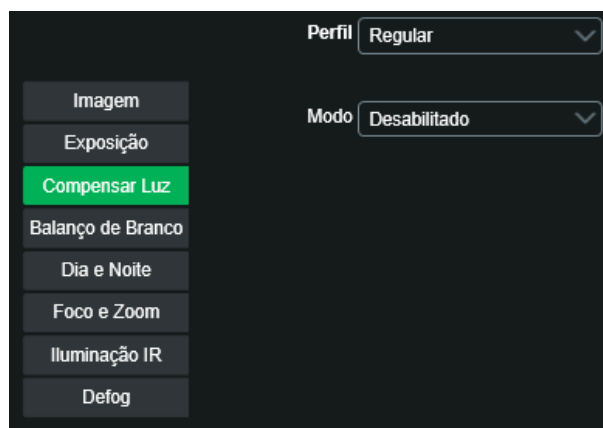 Perfil Regular
Imagem
Modo Desabilitado
Exposição
Compensar Luz
Balanço de Branco
Dia e Noite
Foco e Zoom
Iluminação IR
Defog